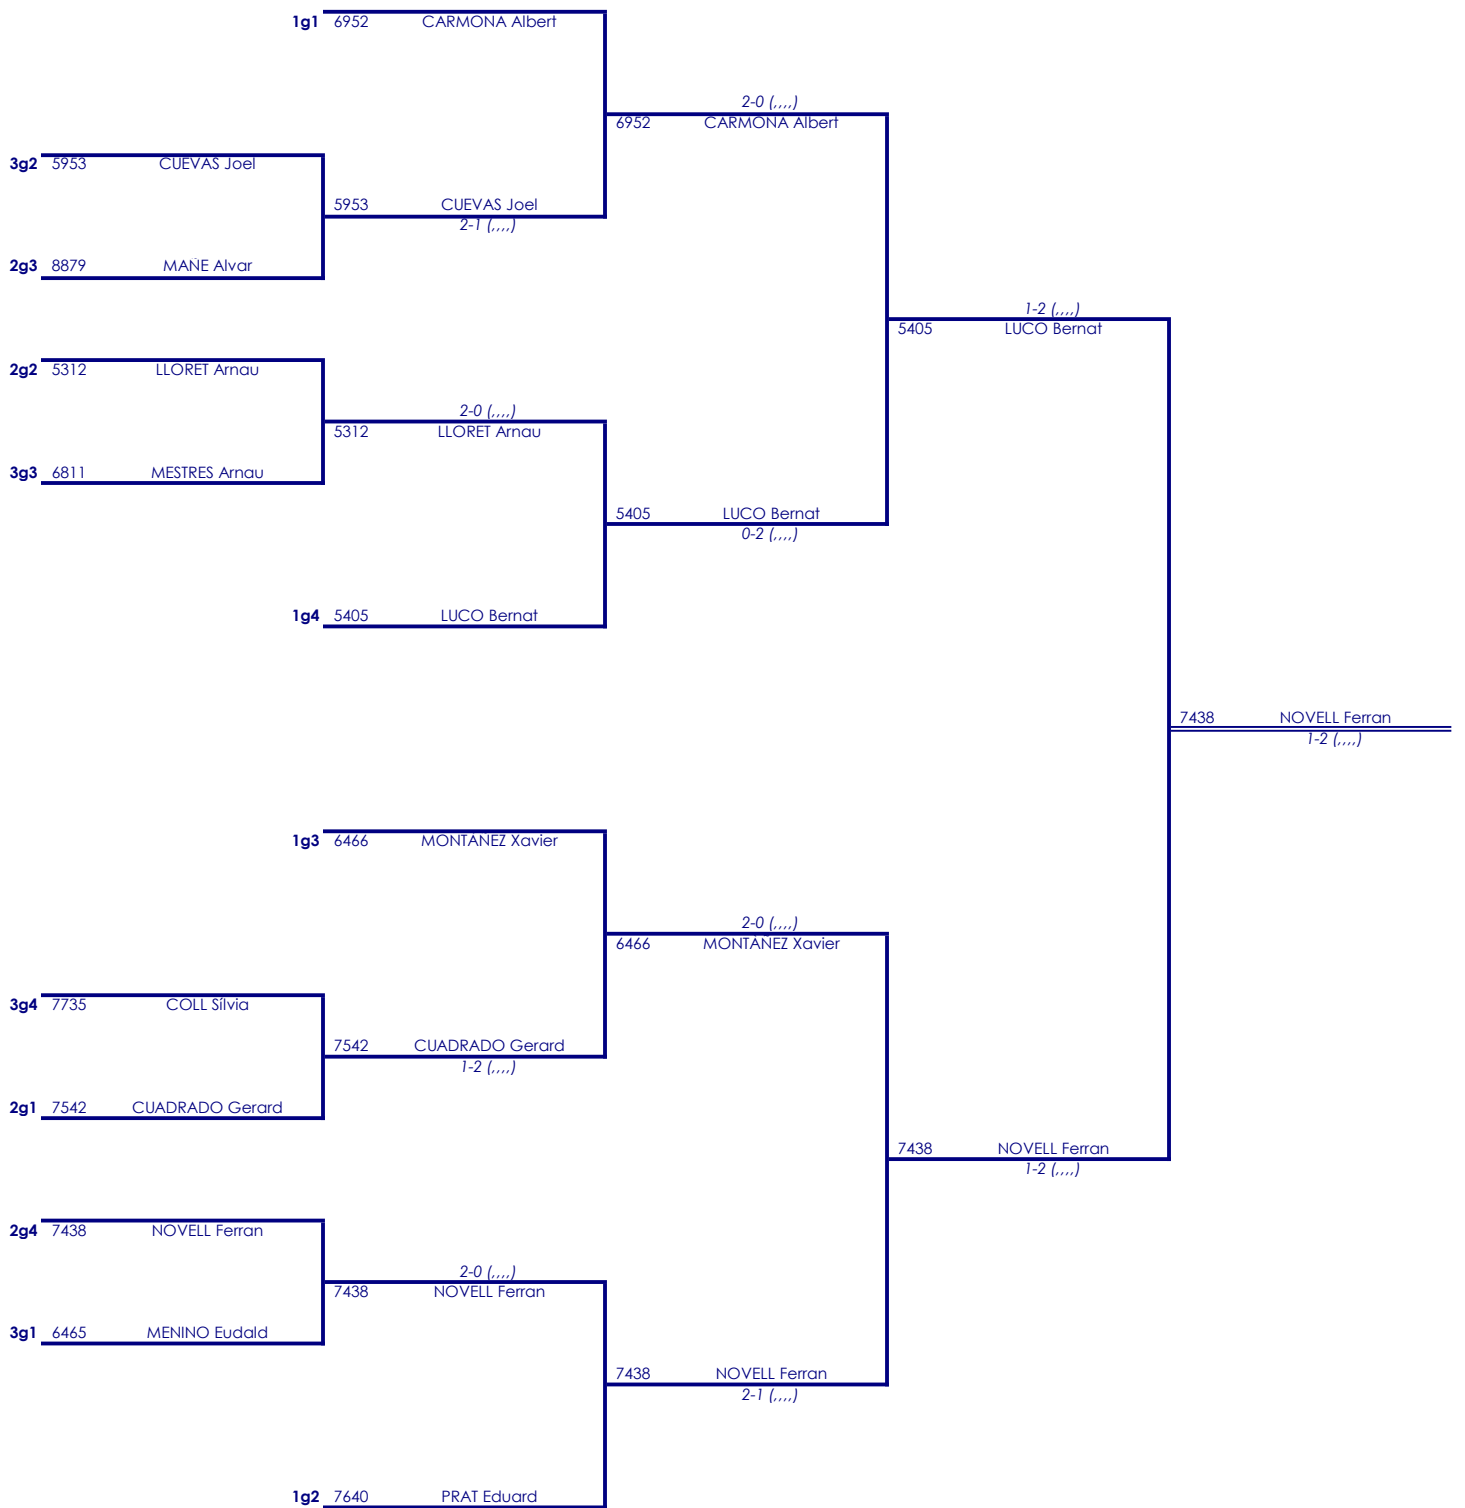 1g1 6952 CARMONA Albert
2-0 (,,,,)
6952 CARMONA Albert
3g2 5953 CUEVAS Joel
5953 CUEVAS Joel
2-1 (,,,,)
2g3 8879 MAÑE Alvar
1-2 (,,,,)
5405 LUCO Bernat
2g2 5312 LLORET Arnau
2-0 (,,,,)
5312 LLORET Arnau
3g3 6811 MESTRES Arnau
5405 LUCO Bernat
0-2 (,,,,)
1g4 5405 LUCO Bernat
7438 NOVELL Ferran
1-2 (,,,,)
1g3 6466 MONTAÑEZ Xavier
2-0 (,,,,)
6466 MONTAÑEZ Xavier
3g4 7735 COLL Sílvia
7542 CUADRADO Gerard
1-2 (,,,,)
2g1 7542 CUADRADO Gerard
7438 NOVELL Ferran
1-2 (,,,,)
2g4 7438 NOVELL Ferran
2-0 (,,,,)
7438 NOVELL Ferran
3g1 6465 MENINO Eudald
7438 NOVELL Ferran
2-1 (,,,,)
1g2 7640 PRAT Eduard